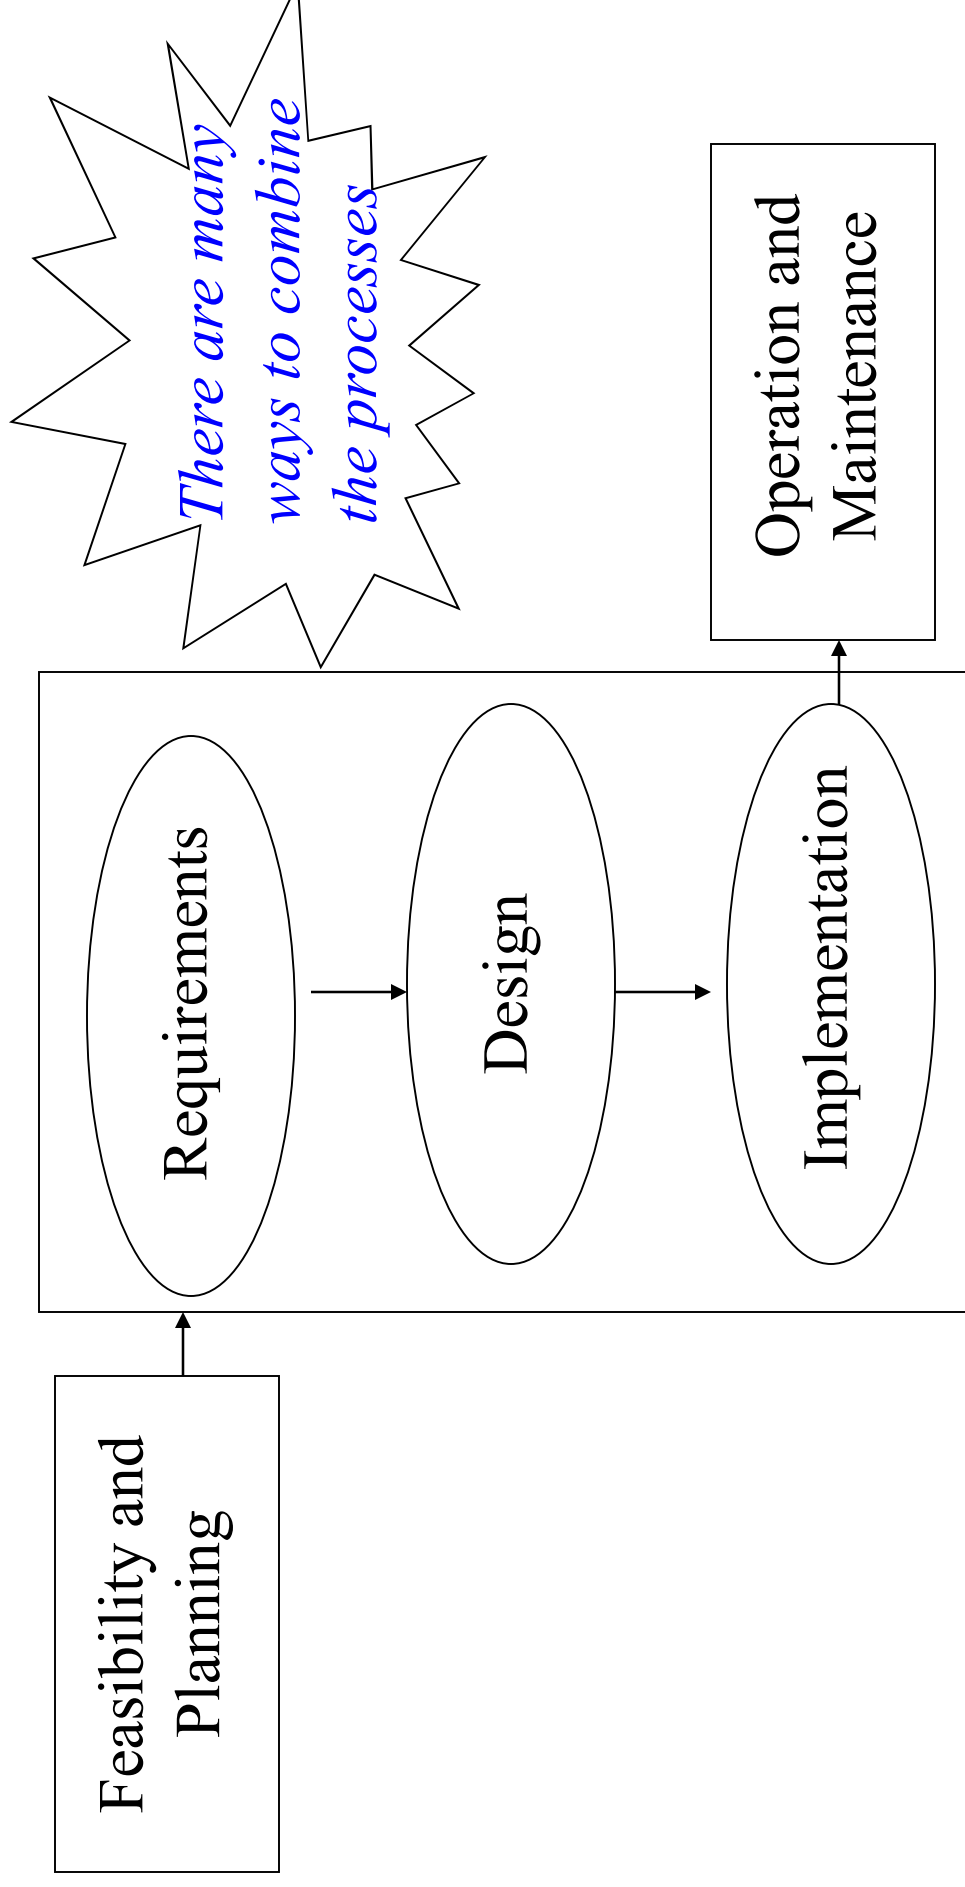 Feasibility and
Planning
Requirements
Design
Implementation
Operation and
Maintenance
There are many
ways to combine
the processes